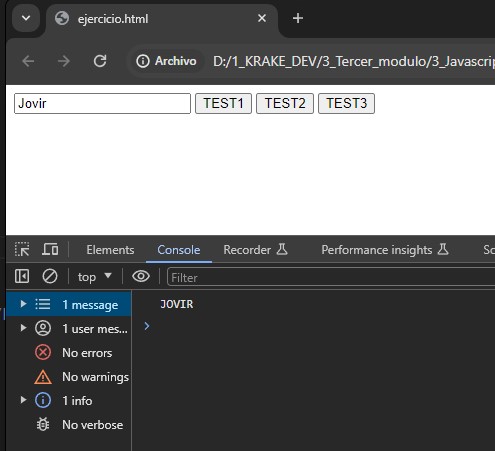 ejercicio.html
Archivo D:/1_KRAKE_DEV/3_Tercer_modulo/3_Javascrip
Jovir TEST1 TEST2 TEST3
Elements Console Recorder Performance insights So
top Filter
1 message
JOVIR
1 user mes...
No errors
No warnings
1 info
No verbose